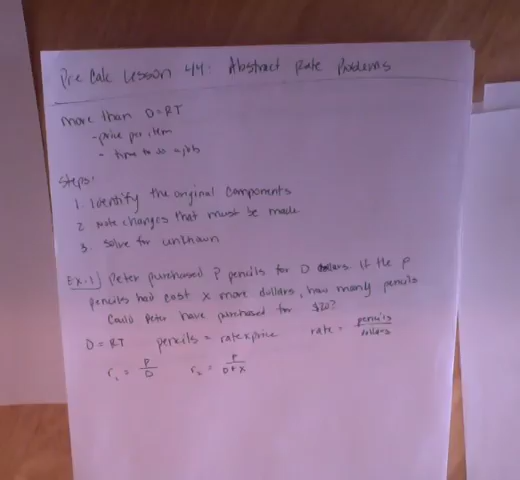 Pre Calc Lesson 44: Abstract Rate Problems
more than D=RT
- price per item
- time to do a job
Steps:
1. Identify the original components
2. Note changes that must be made
3. Solve for unknown
Ex. 1) Peter purchased P pencils for D dollars. If the P
pencils had cost x more dollars, how many pencils
could Peter have purchased for $20?
D = RT pencils = rate x price rate = pencils/dollars
r₁ = P/D r₂ = P/D+x